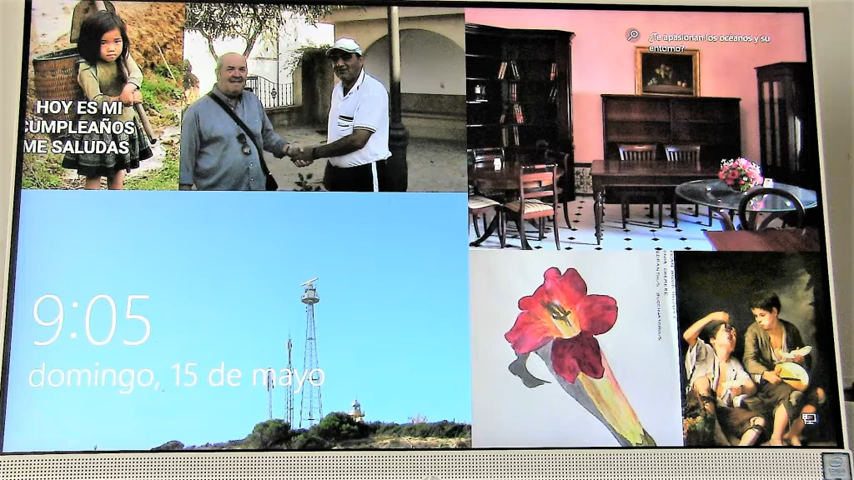 HOY ES MI
CUMPLEAÑOS
ME SALUDAS
¿Te apasionan los océanos y su
entorno?
9:05
domingo, 15 de mayo